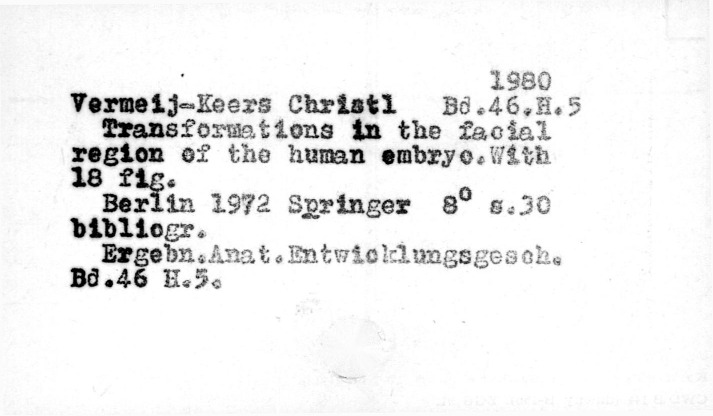 1980
Vermeij-Keers Christl Bd.46.H.5
Transformations in the facial
region of the human embryo.With
18 fig.
Berlin 1972 Springer 8⁰ s.30
bibliogr.
Ergebn.Anat.Entwicklungsgesch.
Bd.46 H.5.